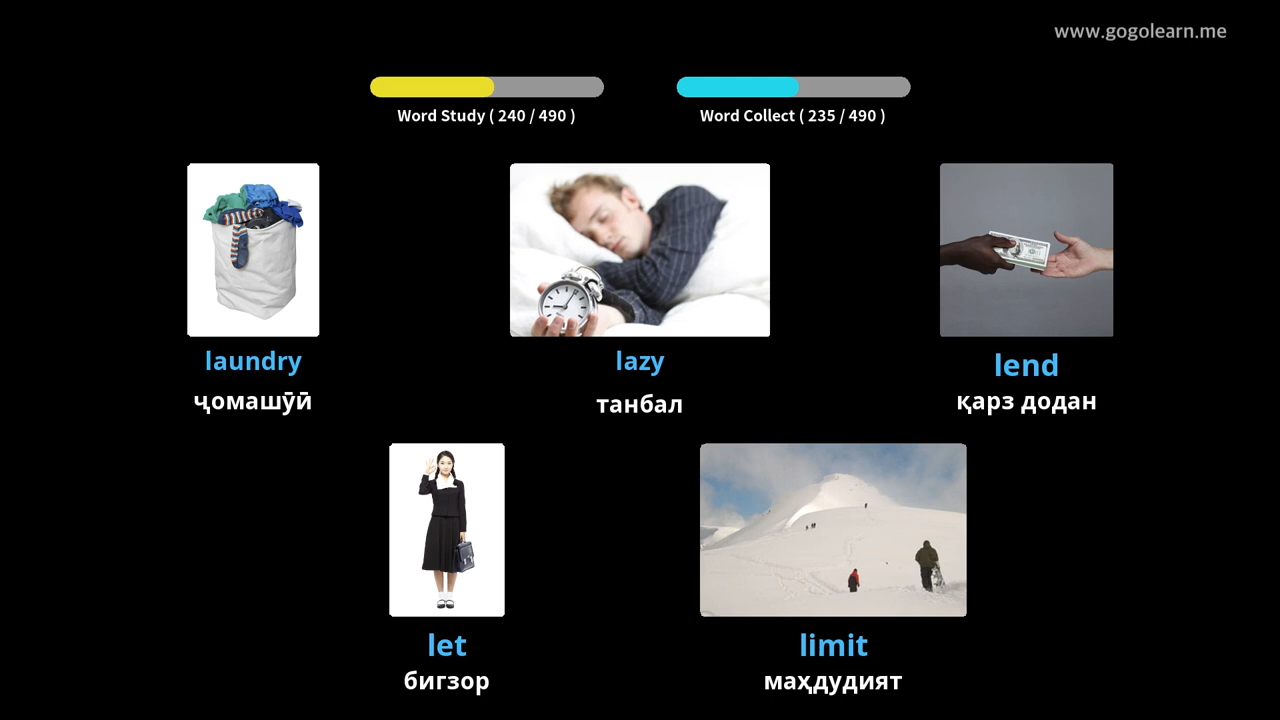 www.gogolearn.me
Word Study ( 240 / 490 )
Word Collect ( 235 / 490 )
laundry
lazy
lend
ҷомашӯӣ
танбал
қарз додан
let
limit
бигзор
маҳдудият